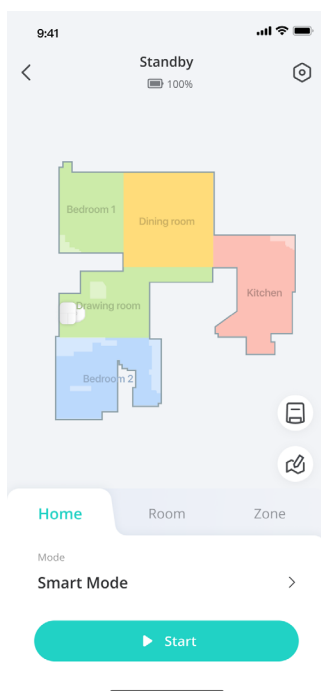 9:41
Standby
100%
Bedroom 1
Dining room
Kitchen
Drawing room
Bedroom 2
Home
Room
Zone
Mode
Smart Mode
Start